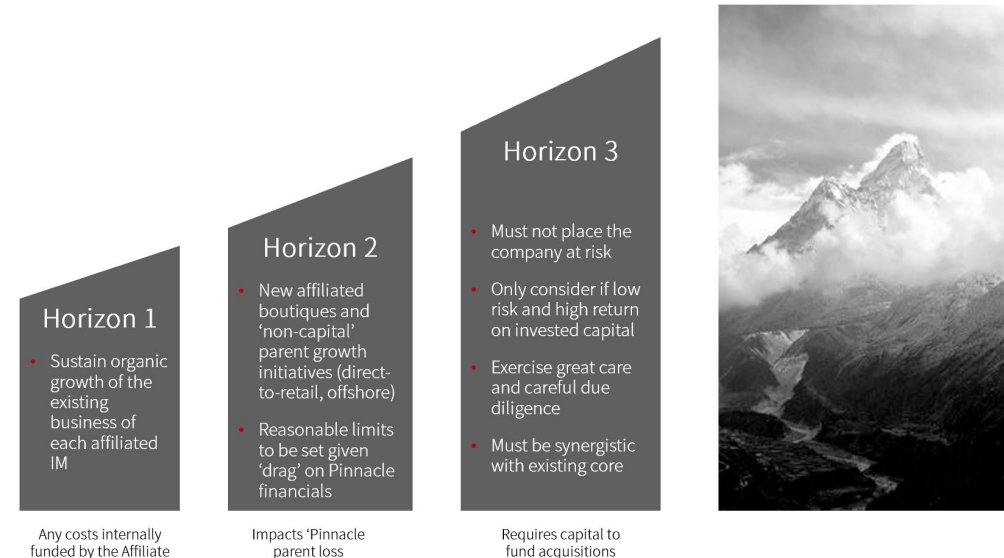 Horizon 1
• Sustain organic
growth of the
existing
business of
each affiliated
IM
Any costs internally
funded by the Affiliate
Horizon 2
• New affiliated
boutiques and
‘non-capital’
parent growth
initiatives (direct-
to-retail, offshore)
• Reasonable limits
to be set given
‘drag’ on Pinnacle
financials
Impacts ‘Pinnacle
parent loss
Horizon 3
• Must not place the
company at risk
• Only consider if low
risk and high return
on invested capital
• Exercise great care
and careful due
diligence
• Must be synergistic
with existing core
Requires capital to
fund acquisitions